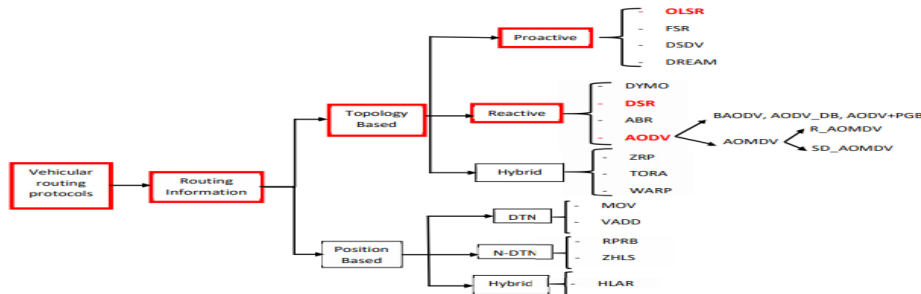 Vehicular
routing
protocols
Routing
Information
Topology
Based
Proactive
- OLSR
- FSR
- DSDV
- DREAM
Reactive
- DYMO
- DSR
- ABR
- AODV
BAODV, AODV_DB, AODV+PGB
AOMDV
R_AOMDV
SD_AOMDV
Hybrid
- ZRP
- TORA
- WARP
Position
Based
DTN
- MOV
- VADD
N-DTN
- RPRB
- ZHLS
Hybrid
- HLAR